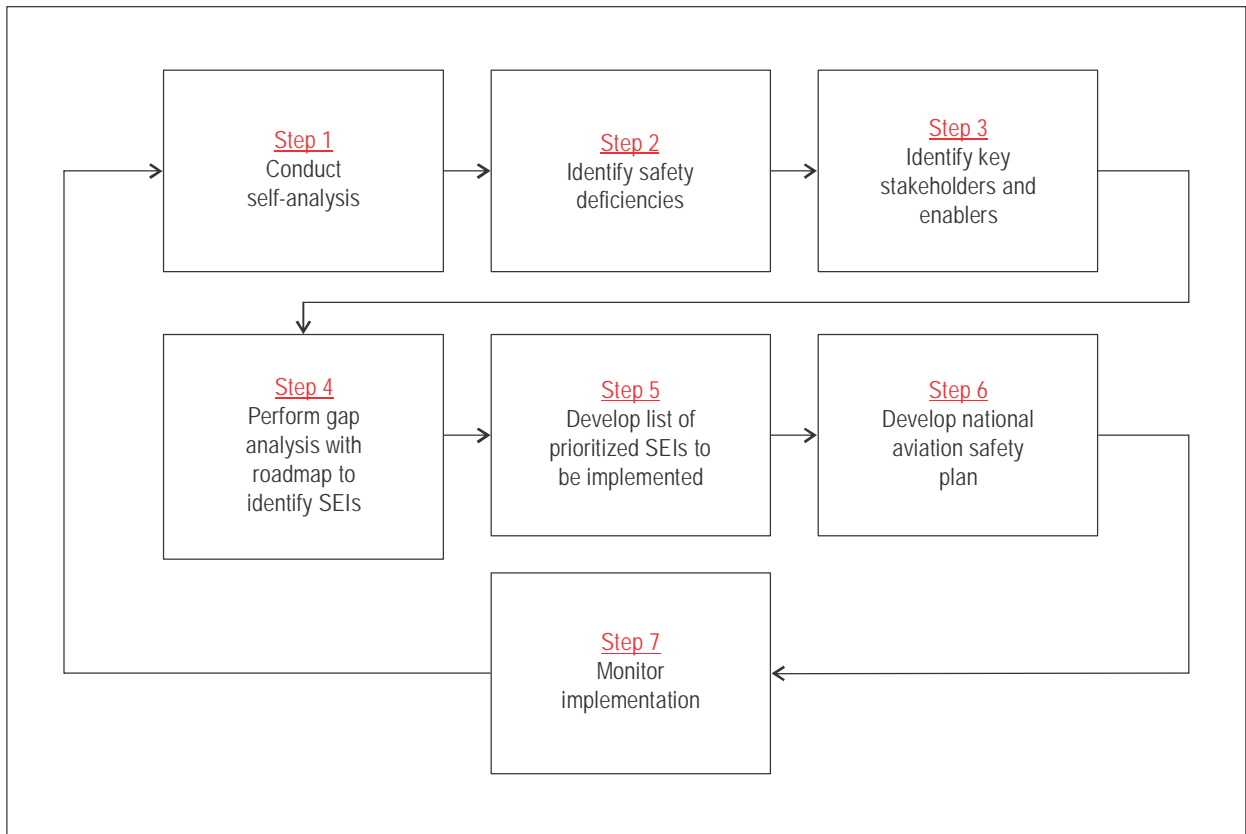 Step 1
Conduct
self-analysis
Step 2
Identify safety
deficiencies
Step 3
Identify key
stakeholders and
enablers
Step 4
Perform gap
analysis with
roadmap to
identify SEIs
Step 5
Develop list of
prioritized SEIs to
be implemented
Step 6
Develop national
aviation safety
plan
Step 7
Monitor
implementation